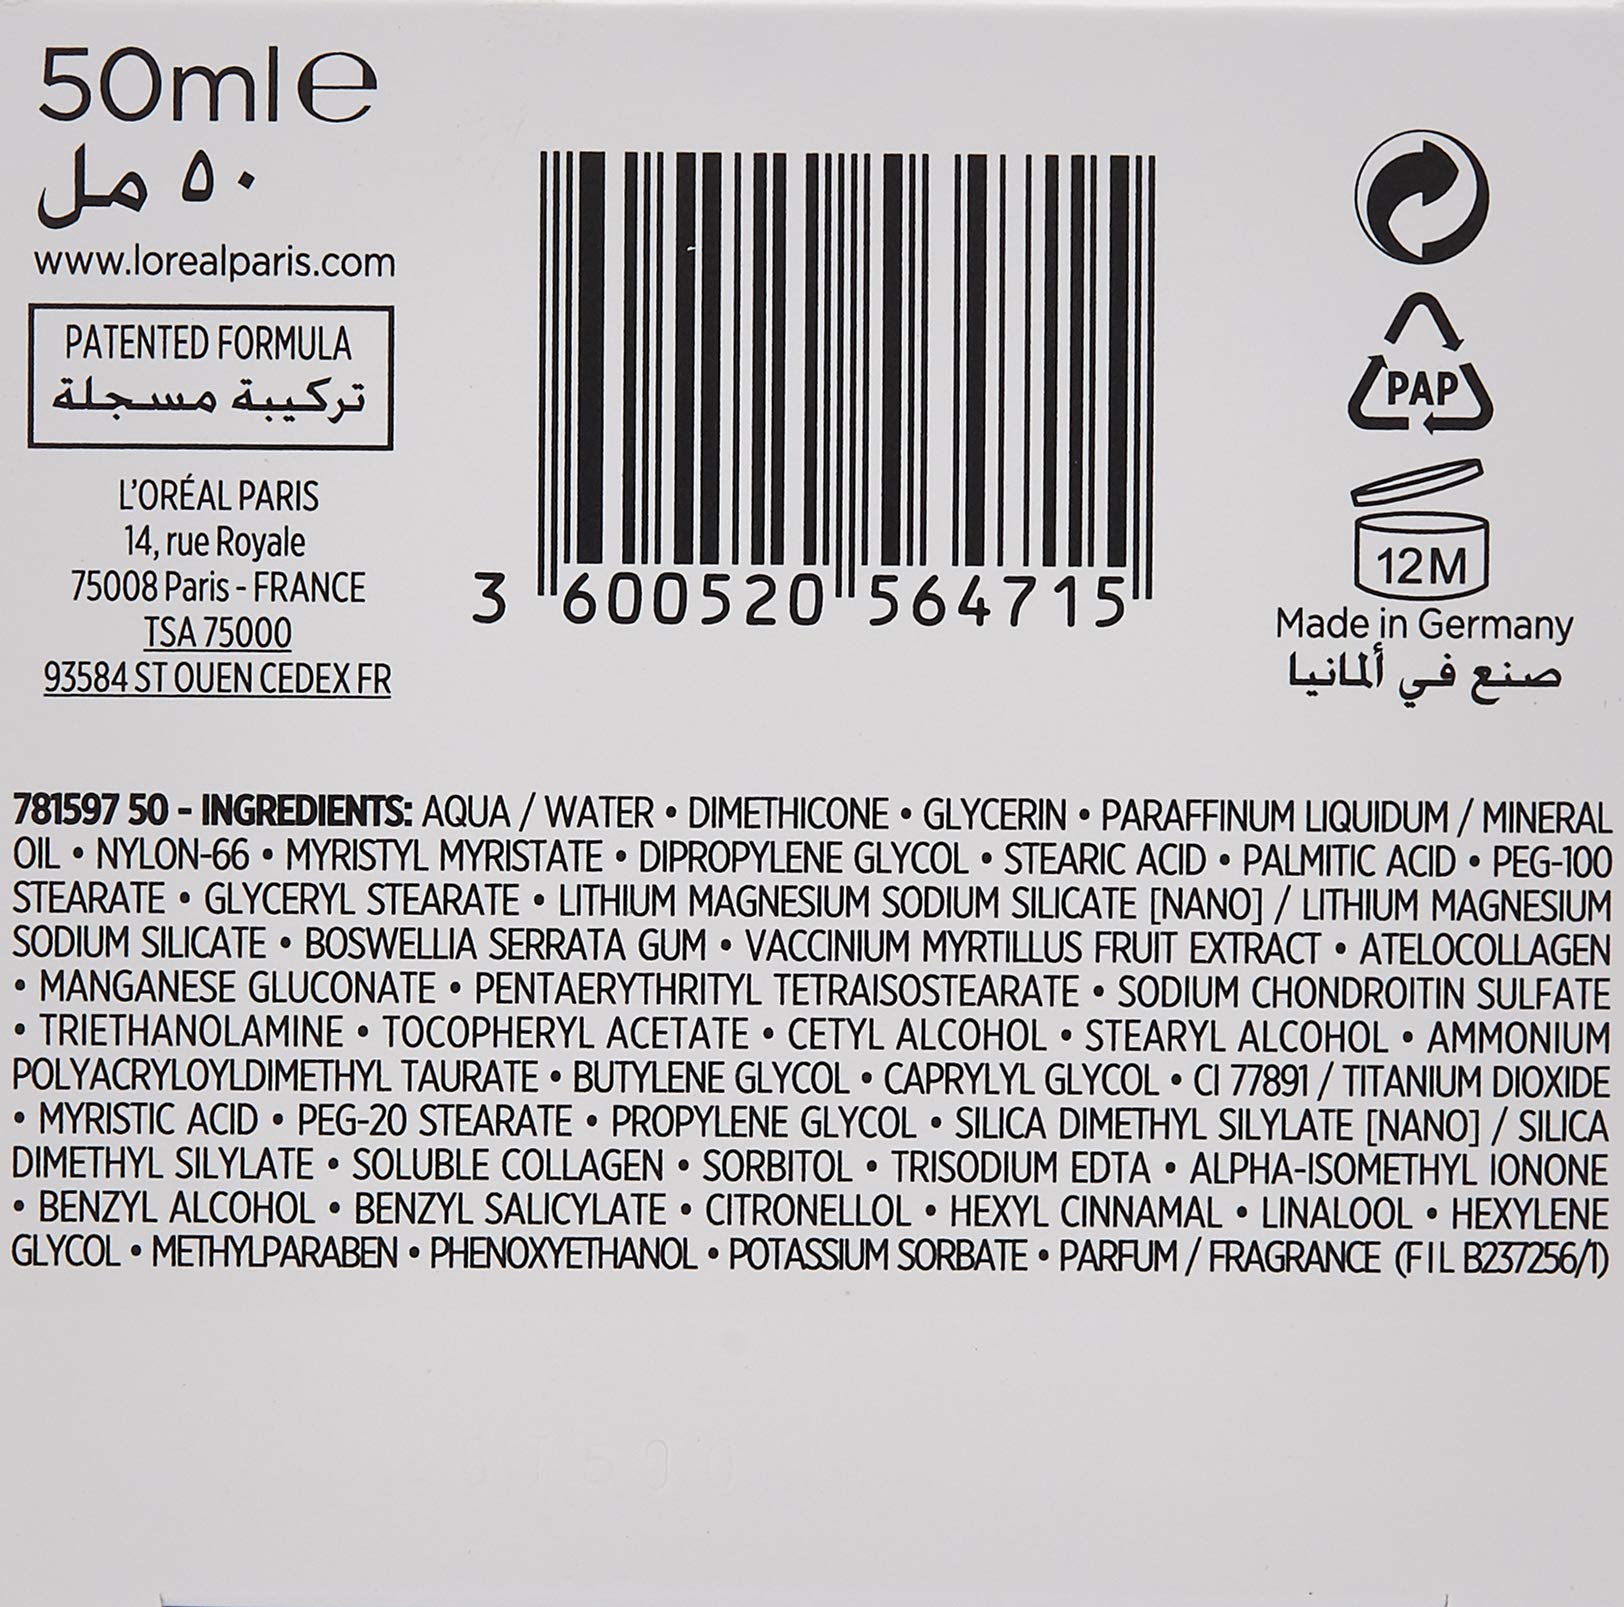 50ml e
٥٠ مل
www.lorealparis.com
PATENTED FORMULA
تركيبة مسجلة
L'ORÉAL PARIS
14, rue Royale
75008 Paris - FRANCE
TSA 75000
93584 ST OUEN CEDEX FR
3 600520 564715
PAP
12M
Made in Germany
صنع في ألمانيا
781597 50 - INGREDIENTS: AQUA / WATER • DIMETHICONE • GLYCERIN • PARAFFINUM LIQUIDUM / MINERAL
OIL • NYLON-66 • MYRISTYL MYRISTATE • DIPROPYLENE GLYCOL • STEARIC ACID • PALMITIC ACID • PEG-100
STEARATE • GLYCERYL STEARATE • LITHIUM MAGNESIUM SODIUM SILICATE [NANO] / LITHIUM MAGNESIUM
SODIUM SILICATE • BOSWELLIA SERRATA GUM • VACCINIUM MYRTILLUS FRUIT EXTRACT • ATELOCOLLAGEN
• MANGANESE GLUCONATE • PENTAERYTHRITYL TETRAISOSTEARATE • SODIUM CHONDROITIN SULFATE
• TRIETHANOLAMINE • TOCOPHERYL ACETATE • CETYL ALCOHOL • STEARYL ALCOHOL • AMMONIUM
POLYACRYLOYLDIMETHYL TAURATE • BUTYLENE GLYCOL • CAPRYLYL GLYCOL • CI 77891 / TITANIUM DIOXIDE
• MYRISTIC ACID • PEG-20 STEARATE • PROPYLENE GLYCOL • SILICA DIMETHYL SILYLATE [NANO] / SILICA
DIMETHYL SILYLATE • SOLUBLE COLLAGEN • SORBITOL • TRISODIUM EDTA • ALPHA-ISOMETHYL IONONE
• BENZYL ALCOHOL • BENZYL SALICYLATE • CITRONELLOL • HEXYL CINNAMAL • LINALOOL • HEXYLENE
GLYCOL • METHYLPARABEN • PHENOXYETHANOL • POTASSIUM SORBATE • PARFUM / FRAGRANCE (F I L B237256/1)